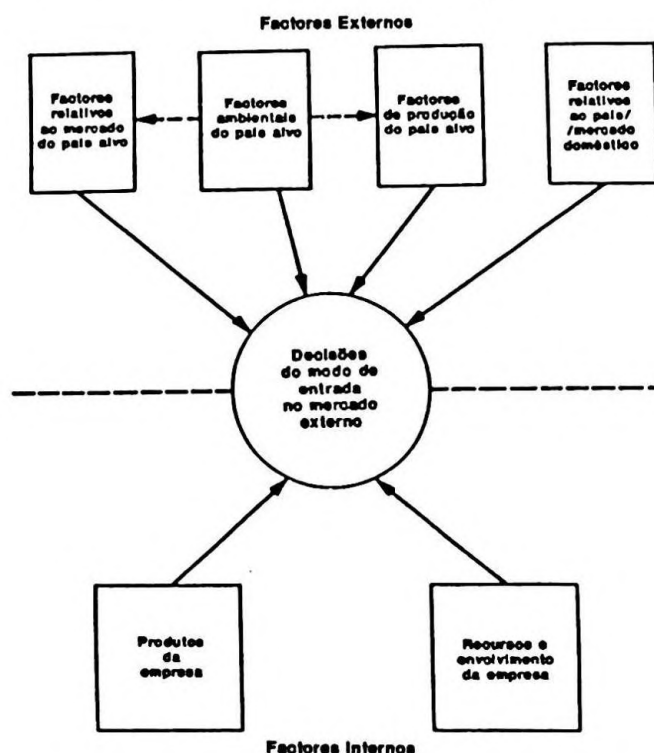 Factores Externos
Factores
relativos
ao mercado
do país alvo
Factores
ambientais
do país alvo
Factores
de produção
do país alvo
Factores
relativos
ao país/
/mercado
doméstico
Decisões
do modo de
entrada
no mercado
externo
Produtos
da
empresa
Recursos e
envolvimento
da empresa
Factores Internos